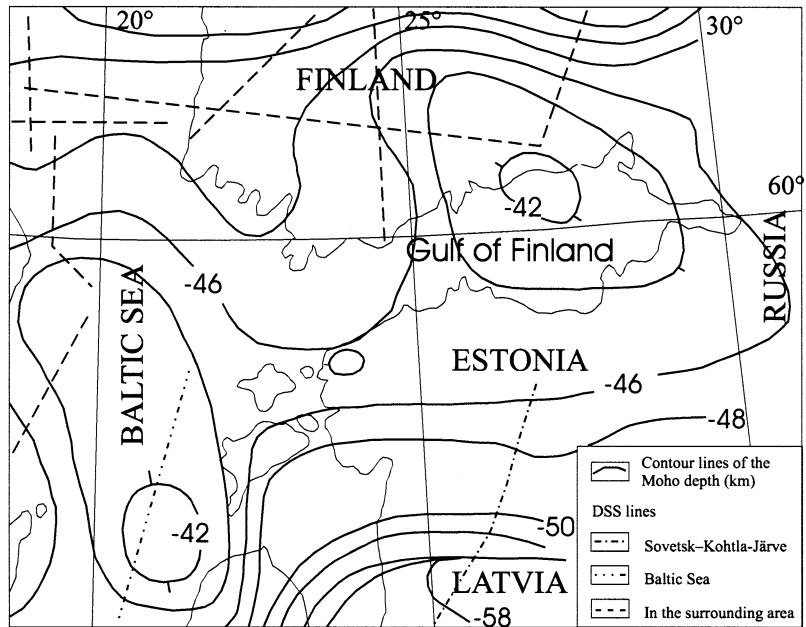 20°
25°
30°
FINLAND
60°
-42
Gulf of Finland
RUSSIA
-46
BALTIC SEA
ESTONIA
-46
-48
-42
-50
LATVIA
-58
Contour lines of the
Moho depth (km)
DSS lines
Sovetsk–Kohtla-Järve
Baltic Sea
In the surrounding area